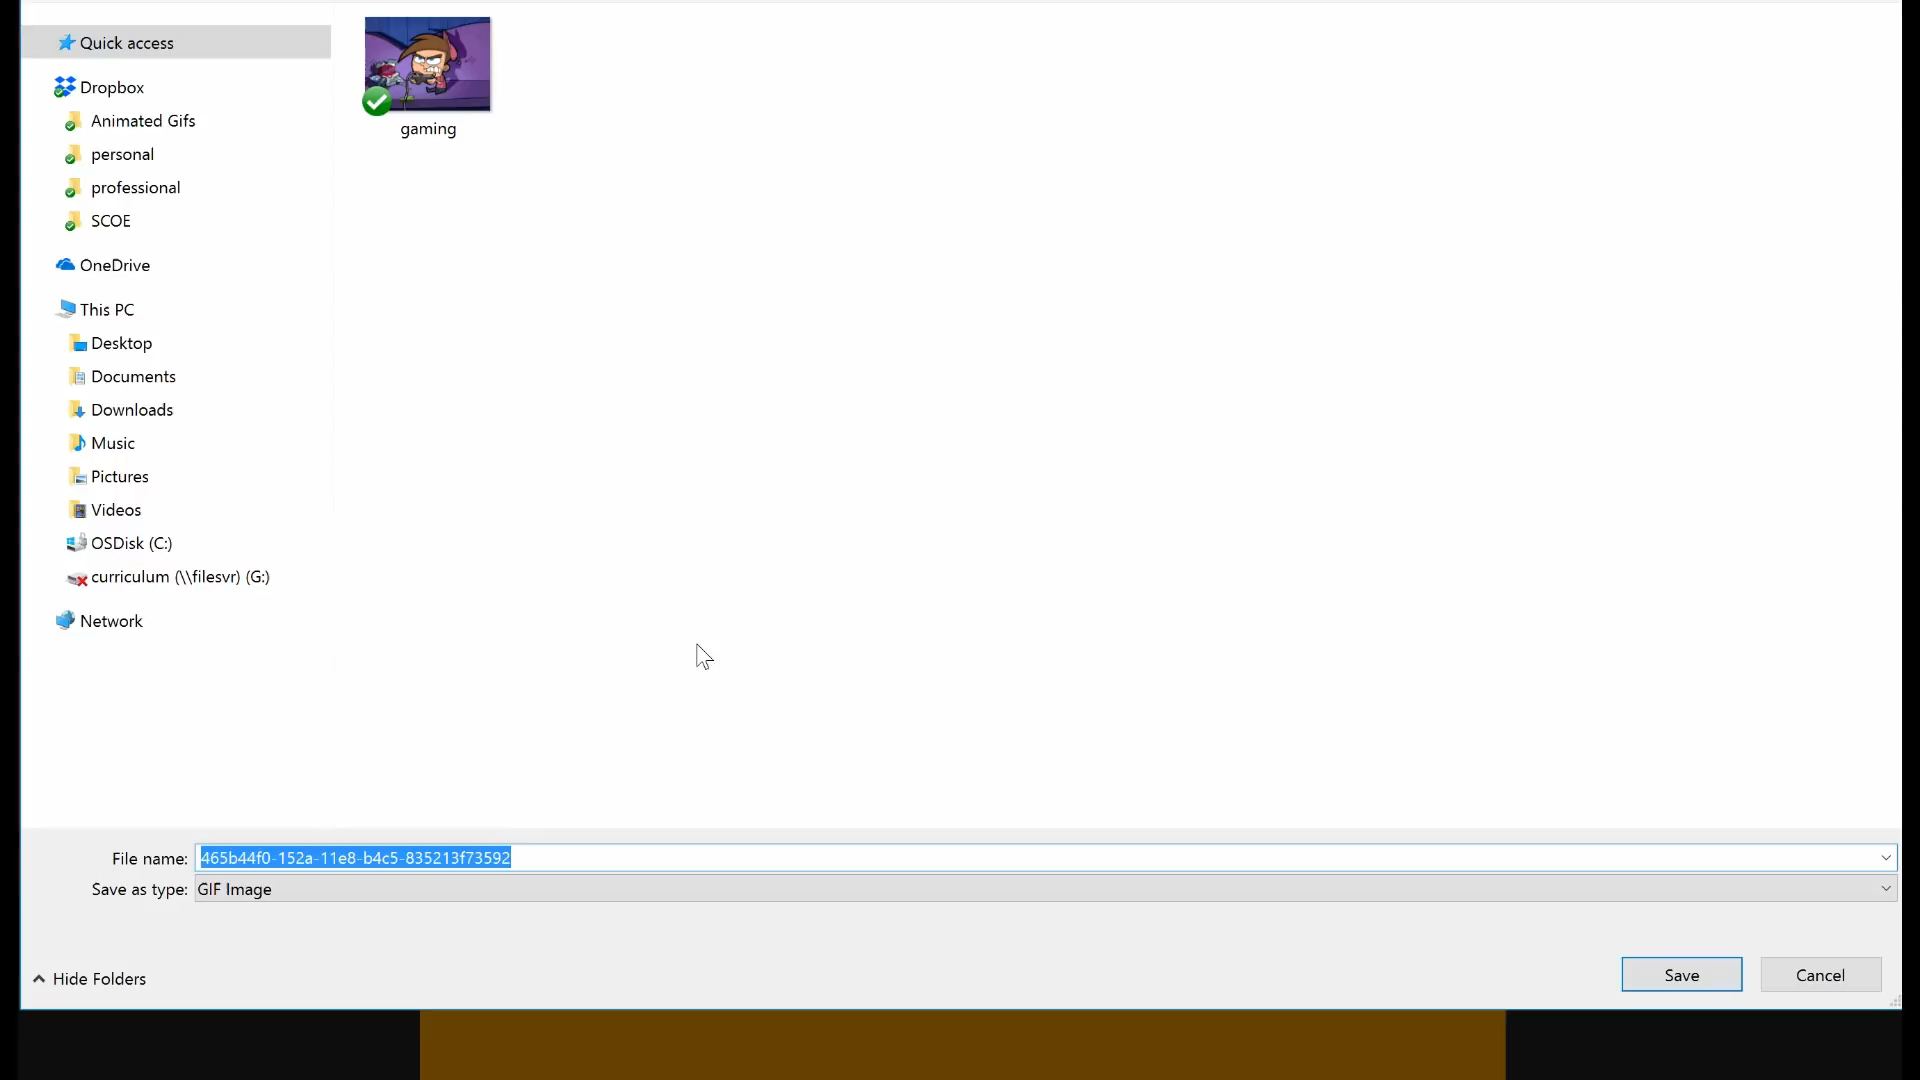 Quick access
Dropbox
Animated Gifs
personal
professional
SCOE
OneDrive
This PC
Desktop
Documents
Downloads
Music
Pictures
Videos
OSDisk (C:)
curriculum (\\filesvr) (G:)
Network
gaming
File name: 465b44f0-152a-11e8-b4c5-835213f73592
Save as type: GIF Image
Hide Folders
Save
Cancel